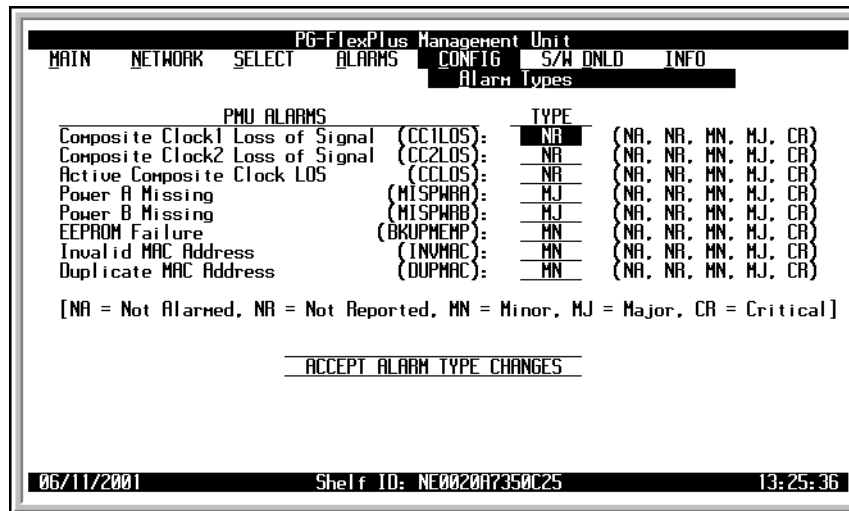 PG-FlexPlus Management Unit
MAIN NETWORK SELECT ALARMS CONFIG S/W DNLD INFO
Alarm Types
PMU ALARMS TYPE
Composite Clock1 Loss of Signal (CC1LOS): NR (NA, NR, MN, MJ, CR)
Composite Clock2 Loss of Signal (CC2LOS): NR (NA, NR, MN, MJ, CR)
Active Composite Clock LOS (CCLOS): NR (NA, NR, MN, MJ, CR)
Power A Missing (MISPWRA): MJ (NA, NR, MN, MJ, CR)
Power B Missing (MISPWRB): MJ (NA, NR, MN, MJ, CR)
EEPROM Failure (BKUPMEMP): MN (NA, NR, MN, MJ, CR)
Invalid MAC Address (INVMAC): MN (NA, NR, MN, MJ, CR)
Duplicate MAC Address (DUPMAC): MN (NA, NR, MN, MJ, CR)
[NA = Not Alarmed, NR = Not Reported, MN = Minor, MJ = Major, CR = Critical]
ACCEPT ALARM TYPE CHANGES
06/11/2001 Shelf ID: NE0020A7350C25 13:25:36